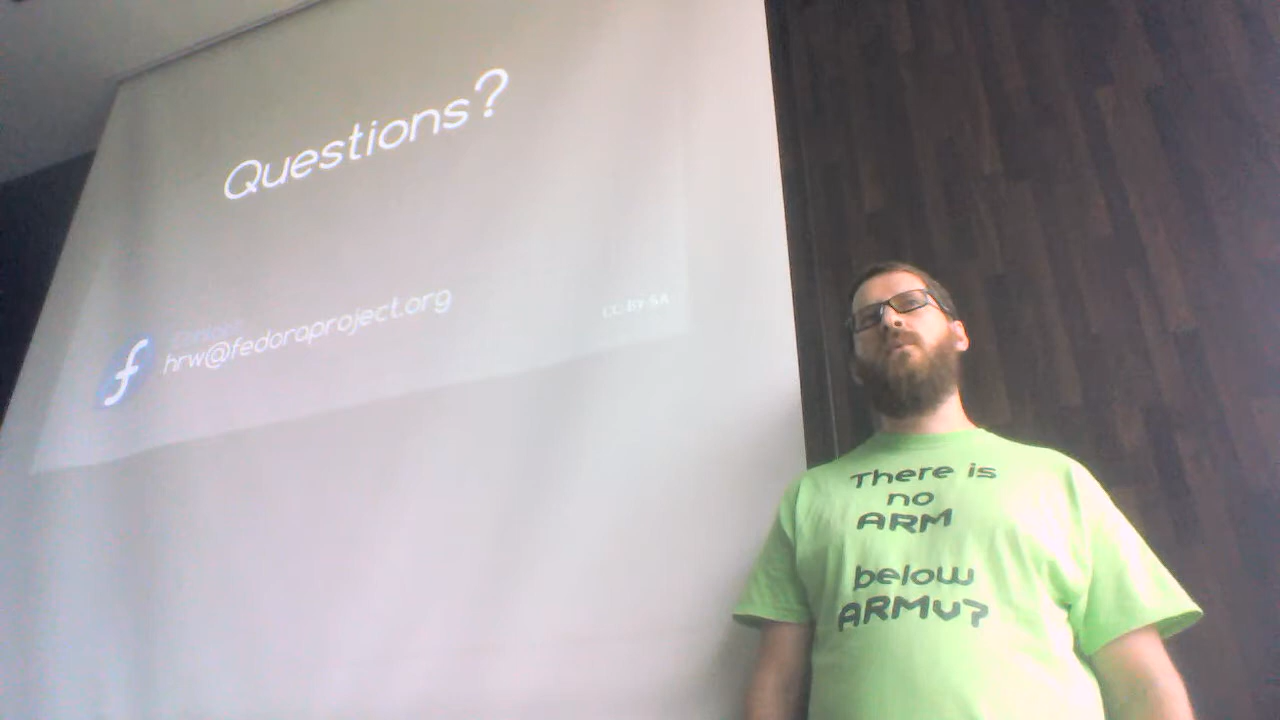 Questions?
hrw@fedoraproject.org
CC BY-SA
There is
no
ARM
below
ARMv7